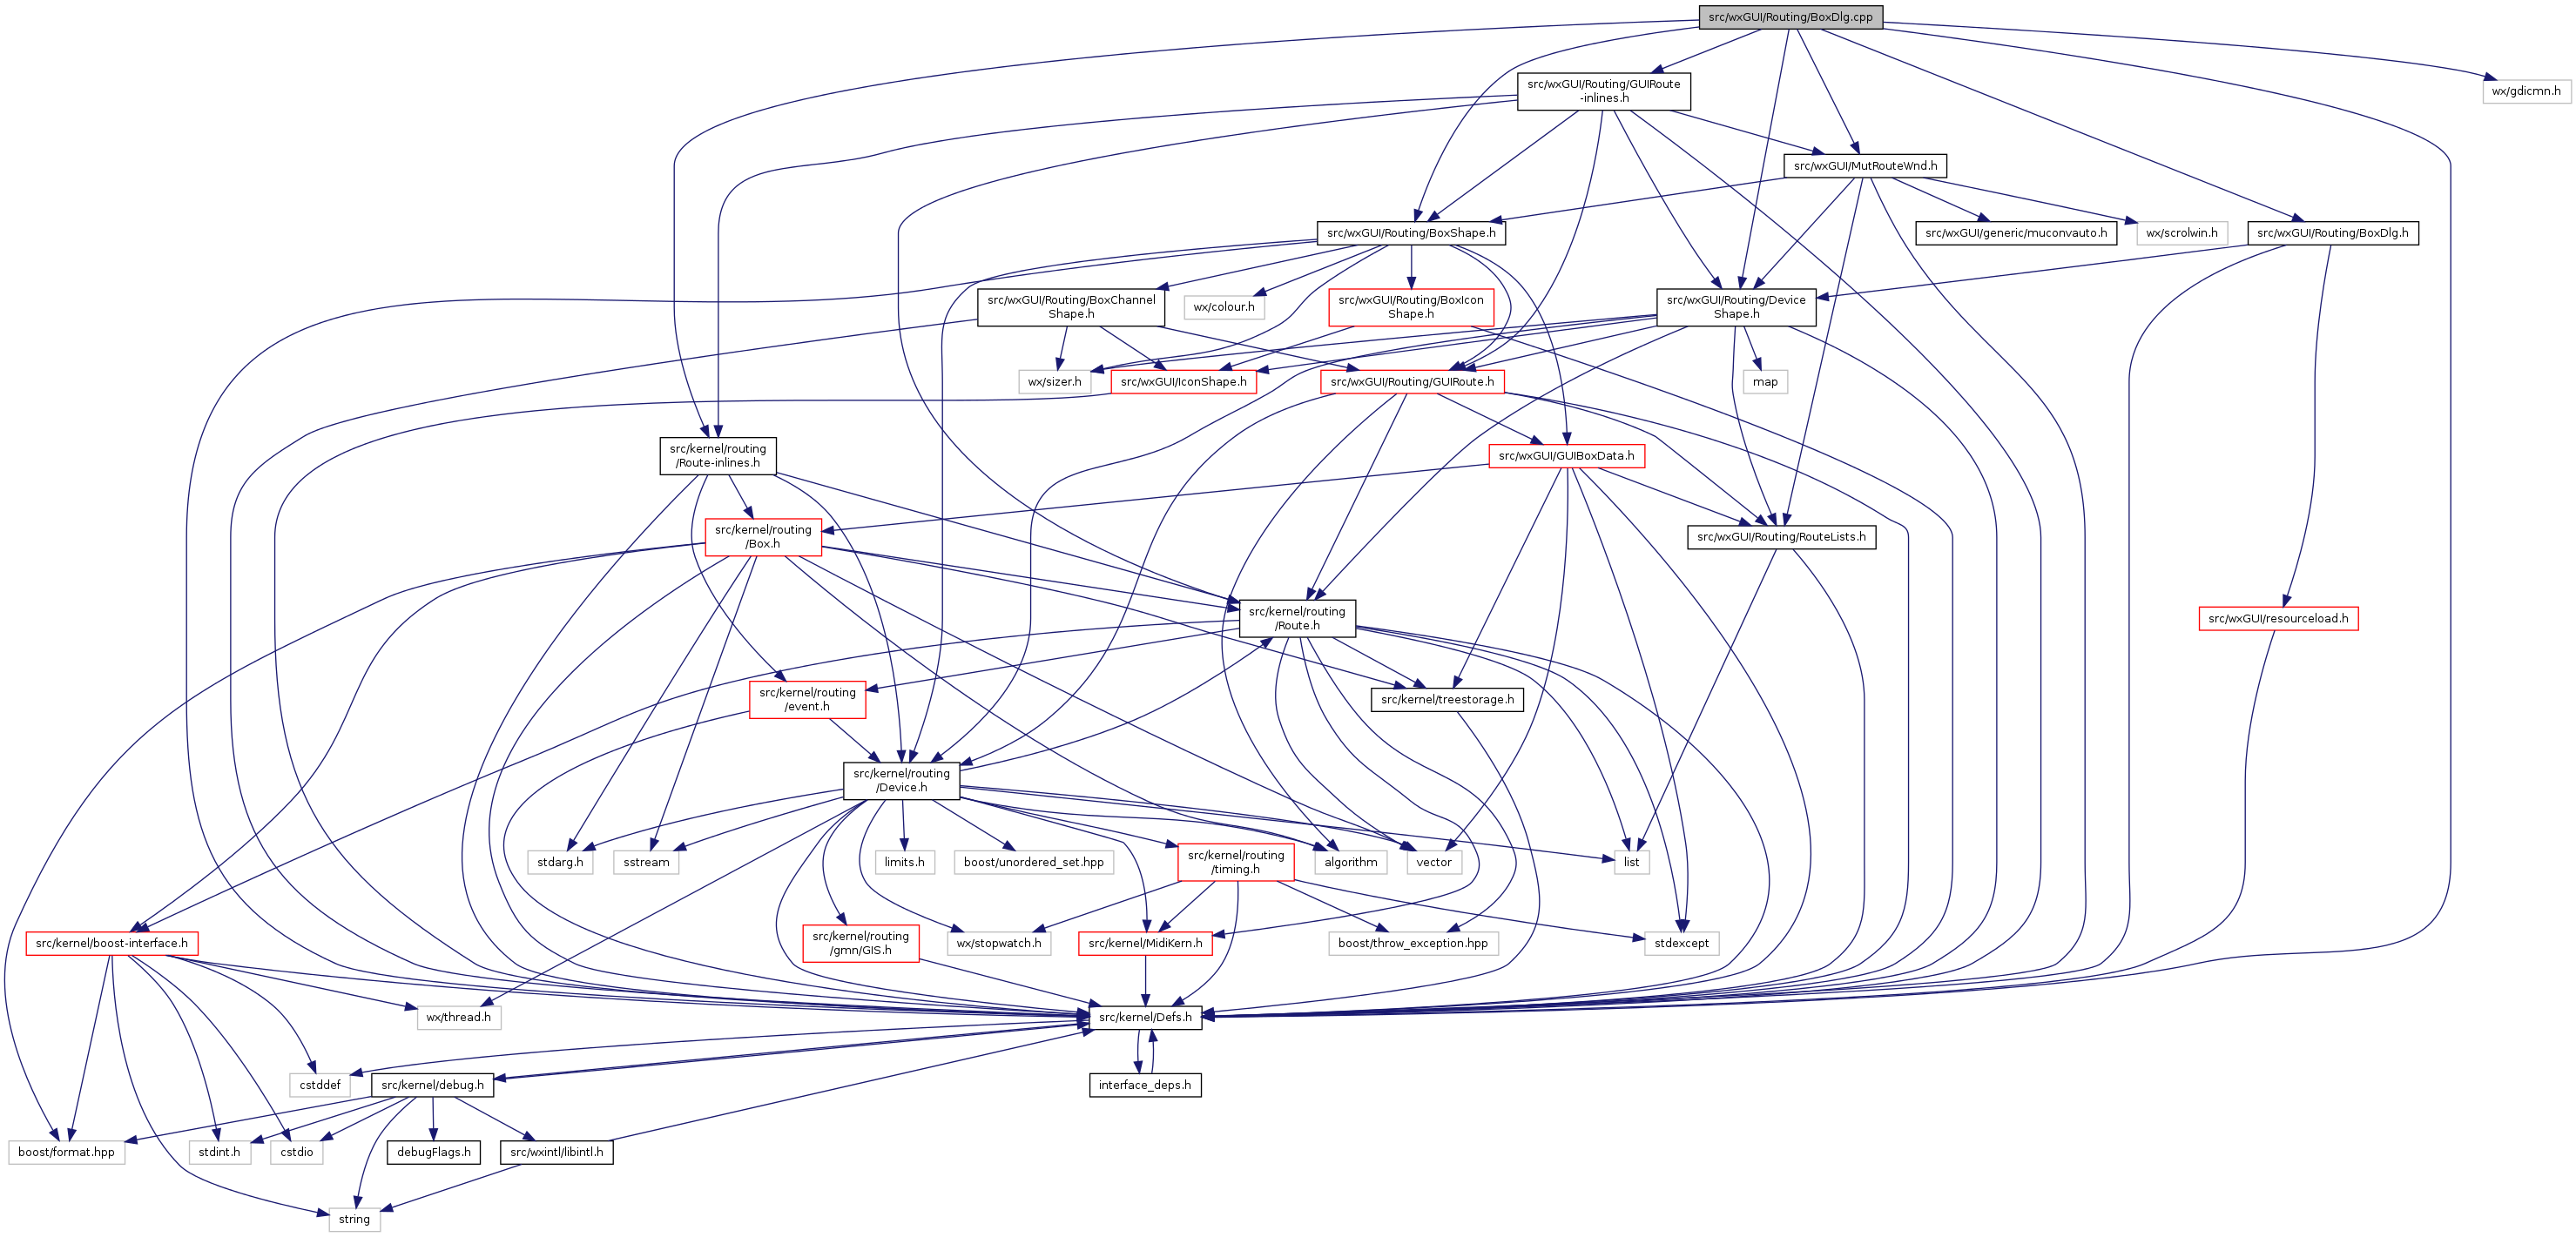 src/wxGUI/Routing/BoxDlg.cpp
src/wxGUI/Routing/GUIRoute
-inlines.h
wx/gdicmn.h
src/wxGUI/MutRouteWnd.h
src/wxGUI/Routing/BoxShape.h
src/wxGUI/generic/muconvauto.h
wx/scrolwin.h
src/wxGUI/Routing/BoxDlg.h
src/wxGUI/Routing/BoxChannel
Shape.h
wx/colour.h
src/wxGUI/Routing/BoxIcon
Shape.h
src/wxGUI/Routing/Device
Shape.h
wx/sizer.h
src/wxGUI/IconShape.h
src/wxGUI/Routing/GUIRoute.h
map
src/kernel/routing
/Route-inlines.h
src/wxGUI/GUIBoxData.h
src/kernel/routing
/Box.h
src/wxGUI/Routing/RouteLists.h
src/kernel/routing
/Route.h
src/wxGUI/resourceload.h
src/kernel/routing
/event.h
src/kernel/treestorage.h
src/kernel/routing
/Device.h
stdarg.h
sstream
limits.h
boost/unordered_set.hpp
src/kernel/routing
/timing.h
algorithm
vector
list
src/kernel/boost-interface.h
src/kernel/routing
/gmn/GIS.h
wx/stopwatch.h
src/kernel/MidiKern.h
boost/throw_exception.hpp
stdexcept
wx/thread.h
src/kernel/Defs.h
cstddef
src/kernel/debug.h
interface_deps.h
boost/format.hpp
stdint.h
cstdio
debugFlags.h
src/wxintl/libintl.h
string